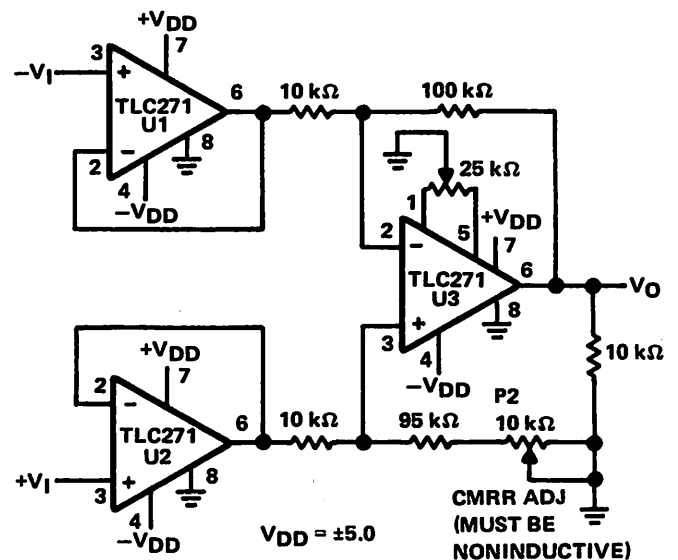 +VDD
7
3
−VI
+
TLC271
U1
6
−
8
2
4
−VDD
10 kΩ
100 kΩ
25 kΩ
1
5
+VDD
7
2
−
TLC271
U3
6
VO
+
8
3
4
−VDD
10 kΩ
+VDD
7
2
−
TLC271
U2
6
+VI
+
3
8
4
−VDD
10 kΩ
95 kΩ
P2
10 kΩ
VDD = ±5.0
CMRR ADJ
(MUST BE
NONINDUCTIVE)